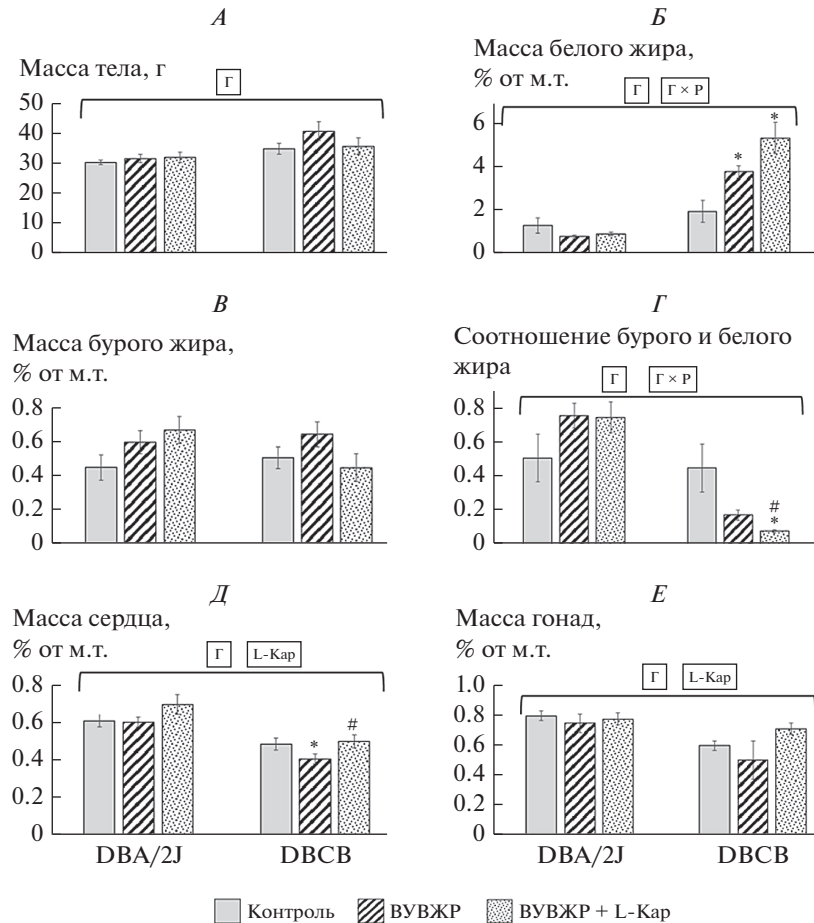 А
Масса тела, г
Г
50
40
30
20
10
0
Б
Масса белого жира,
% от м.т.
Г Г × Р
6
4
2
0
* *
В
Масса бурого жира,
% от м.т.
0.8
0.6
0.4
0.2
0
Г
Соотношение бурого и белого
жира
Г Г × Р
0.8
0.6
0.4
0.2
0
#
*
Д
Масса сердца,
% от м.т.
Г L-Кар
0.8
0.6
0.4
0.2
0
* #
DBA/2J DBCB
Е
Масса гонад,
% от м.т.
Г L-Кар
1.0
0.8
0.6
0.4
0.2
0
DBA/2J DBCB
Контроль ВУВЖР ВУВЖР + L-Кар